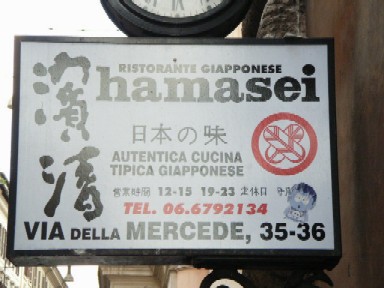 濱清
RISTORANTE GIAPPONESE
hamasei
日本の味
AUTENTICA CUCINA
TIPICA GIAPPONESE
営業時間 12-15 19-23 定休日
TEL. 06.6792134
VIA DELLA MERCEDE, 35-36